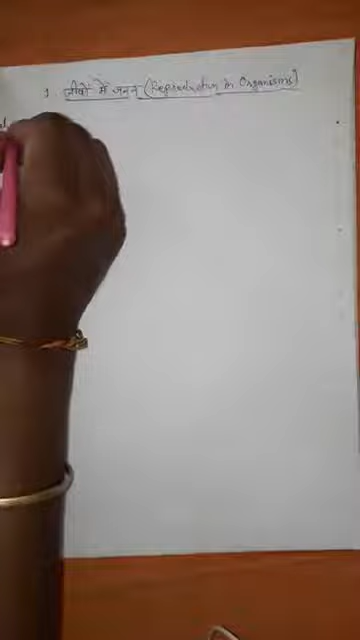 1 जीवों में जनन (Reproduction in Organisms)